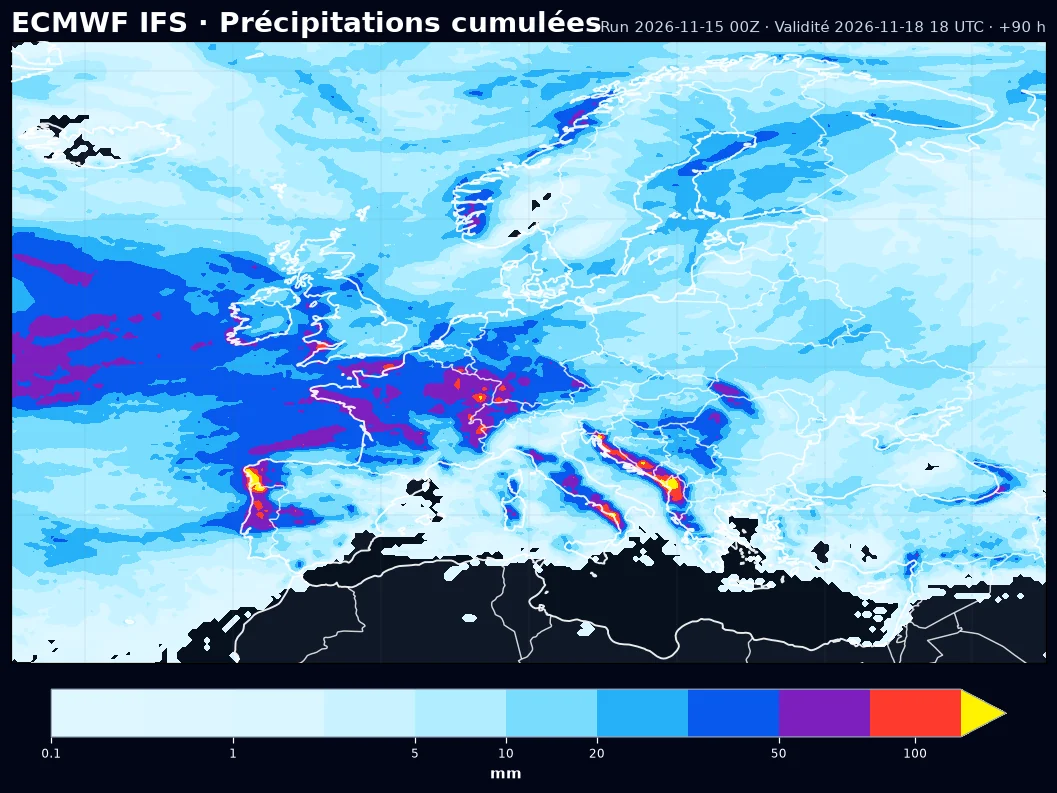 ECMWF IFS · Précipitations cumulées
Run 2026-11-15 00Z · Validité 2026-11-18 18 UTC · +90 h
0.1 1 5 10 20 50 100
mm